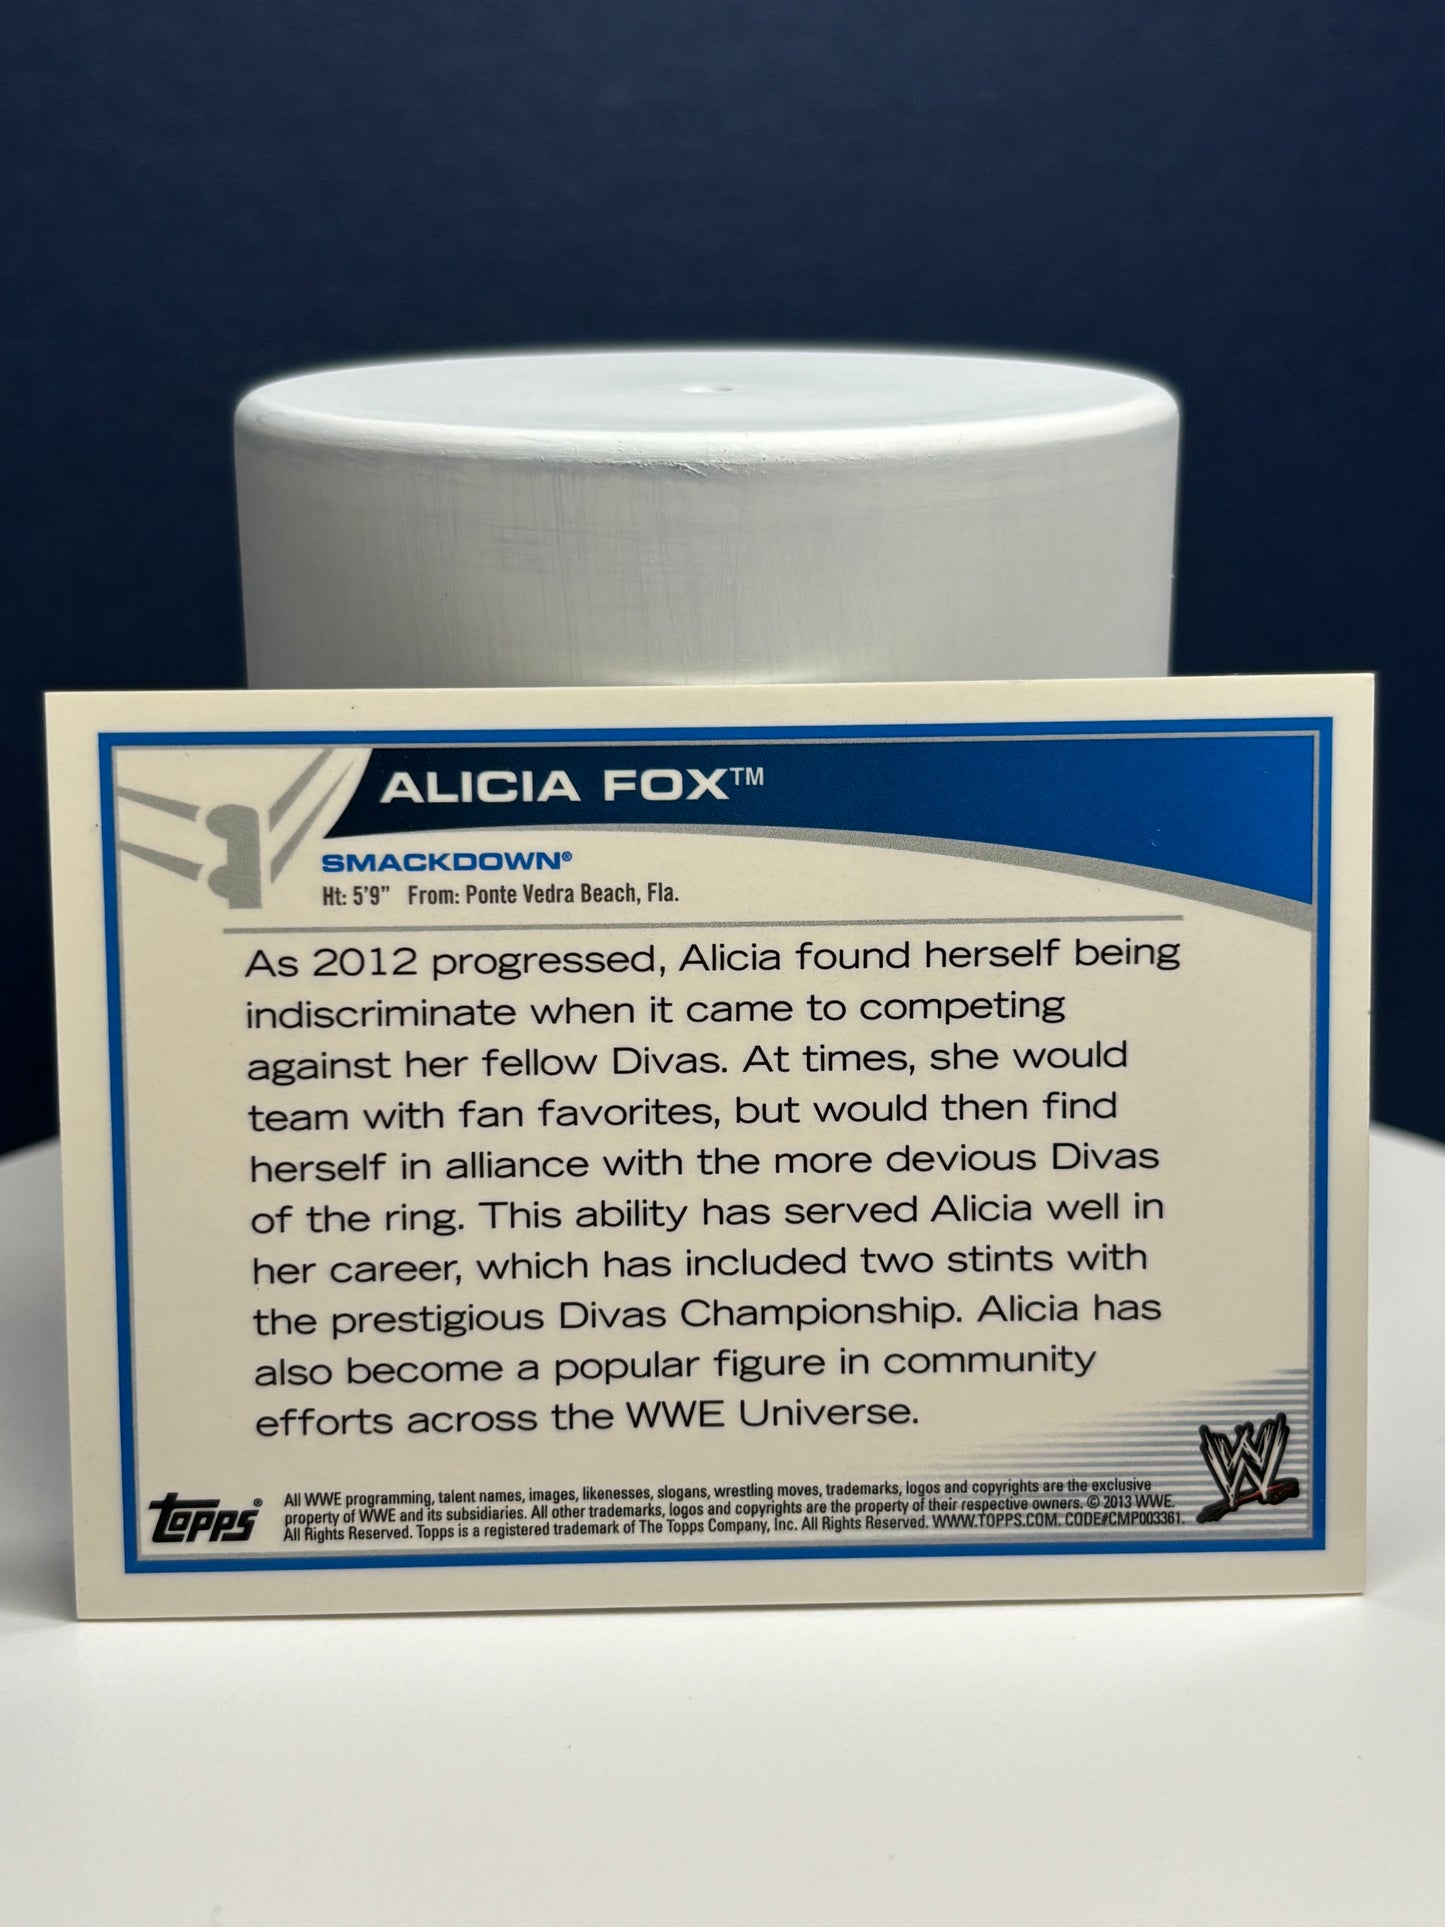 ALICIA FOX™
SMACKDOWN®
Ht: 5'9" From: Ponte Vedra Beach, Fla.
As 2012 progressed, Alicia found herself being
indiscriminate when it came to competing
against her fellow Divas. At times, she would
team with fan favorites, but would then find
herself in alliance with the more devious Divas
of the ring. This ability has served Alicia well in
her career, which has included two stints with
the prestigious Divas Championship. Alicia has
also become a popular figure in community
efforts across the WWE Universe.
Topps®
All WWE programming, talent names, images, likenesses, slogans, wrestling moves, trademarks, logos and copyrights are the exclusive
property of WWE and its subsidiaries. All other trademarks, logos and copyrights are the property of their respective owners. © 2013 WWE.
All Rights Reserved. Topps is a registered trademark of The Topps Company, Inc. All Rights Reserved. WWW.TOPPS.COM. CODE#CMP003361.
W